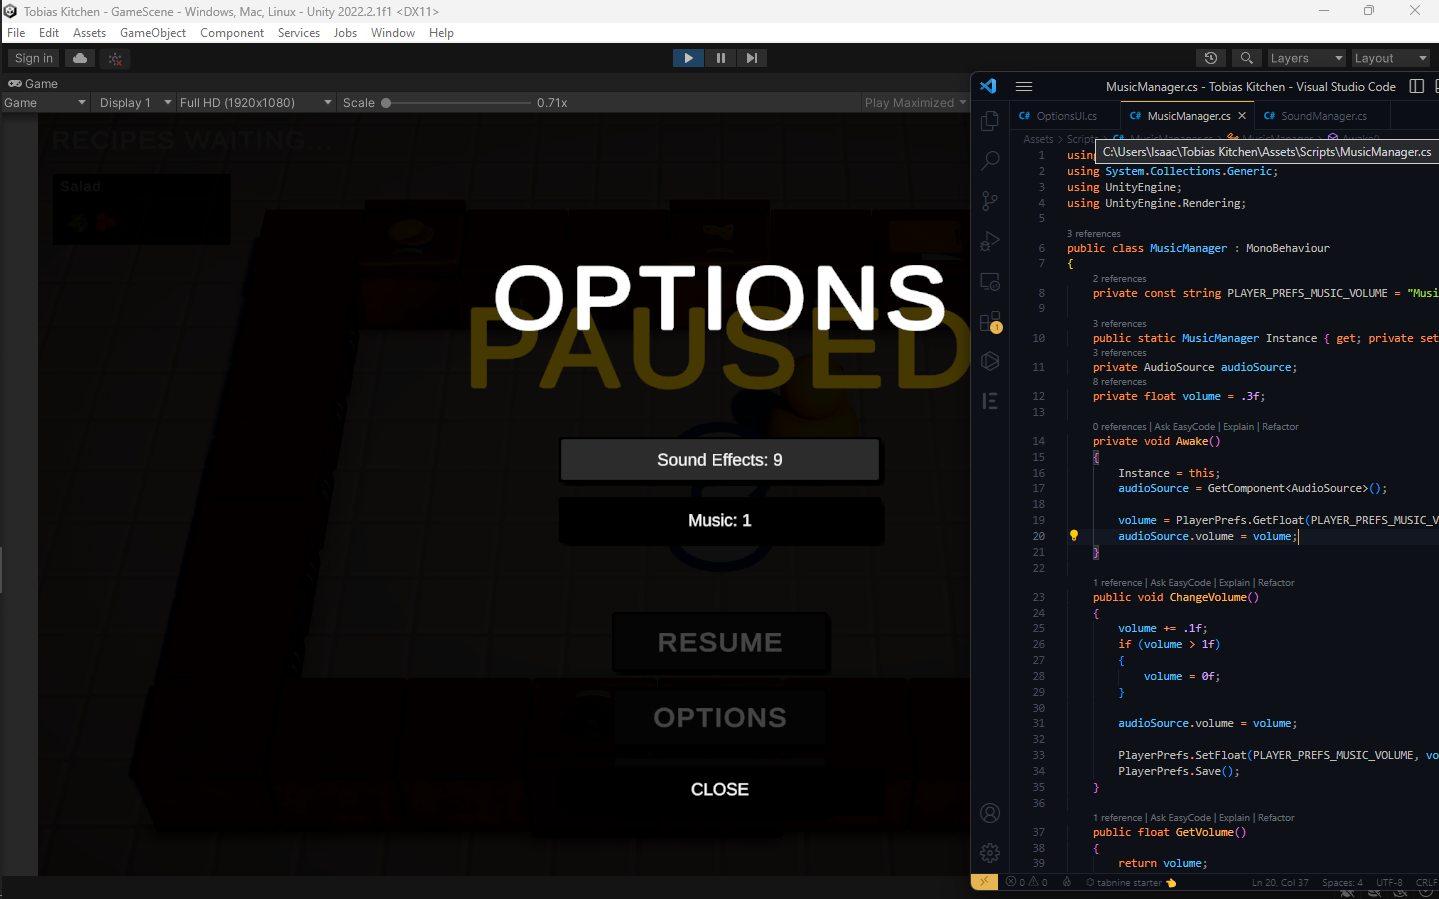 Tobias Kitchen - GameScene - Windows, Mac, Linux - Unity 2022.2.1f1 <DX11>
File Edit Assets GameObject Component Services Jobs Window Help
Sign in
Layers Layout
Game
Game Display 1 Full HD (1920x1080) Scale 0.71x Play Maximized
RECIPES WAITING...
Salad
OPTIONS
PAUSED
Sound Effects: 9
Music: 1
RESUME
OPTIONS
CLOSE
MusicManager.cs - Tobias Kitchen - Visual Studio Code
C# OptionsUI.cs C# MusicManager.cs C# SoundManager.cs
Assets > Scripts > C# MusicManager.cs > MusicManager > Awake()
C:\Users\Isaac\Tobias Kitchen\Assets\Scripts\MusicManager.cs
1 usin
2 using System.Collections.Generic;
3 using UnityEngine;
4 using UnityEngine.Rendering;
5
3 references
6 public class MusicManager : MonoBehaviour
7 {
2 references
8 private const string PLAYER_PREFS_MUSIC_VOLUME = "Musi
9
3 references
10 public static MusicManager Instance { get; private set
3 references
11 private AudioSource audioSource;
8 references
12 private float volume = .3f;
13
0 references | Ask EasyCode | Explain | Refactor
14 private void Awake()
15 {
16 Instance = this;
17 audioSource = GetComponent<AudioSource>();
18
19 volume = PlayerPrefs.GetFloat(PLAYER_PREFS_MUSIC_V
20 audioSource.volume = volume;
21 }
22
1 reference | Ask EasyCode | Explain | Refactor
23 public void ChangeVolume()
24 {
25 volume += .1f;
26 if (volume > 1f)
27 {
28 volume = 0f;
29 }
30
31 audioSource.volume = volume;
32
33 PlayerPrefs.SetFloat(PLAYER_PREFS_MUSIC_VOLUME, vo
34 PlayerPrefs.Save();
35 }
36
1 reference | Ask EasyCode | Explain | Refactor
37 public float GetVolume()
38 {
39 return volume;
1
0 0 tabnine starter Ln 20, Col 37 Spaces: 4 UTF-8 CRLF